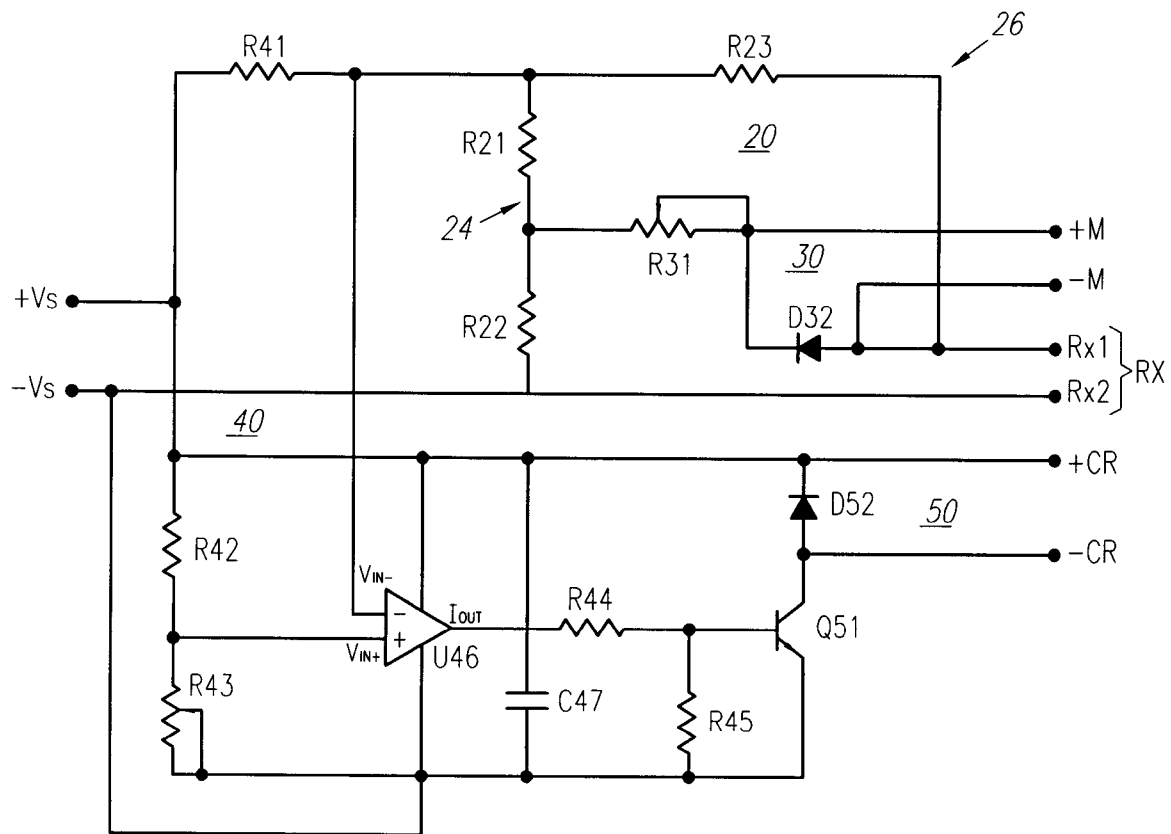 R41
R23
26
R21
20
24
R31
30
+M
-M
+Vs
R22
D32
Rx1
RX
-Vs
Rx2
40
+CR
D52
50
R42
-CR
VIN-
R44
IOUT
-
+
Q51
VIN+
U46
R43
C47
R45